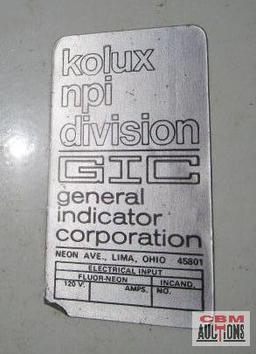 kolux
npi
division
GIC
general
indicator
corporation
NEON AVE., LIMA, OHIO 45801
ELECTRICAL INPUT
FLUOR-NEON INCAND.
120 V. AMPS. NO.
CBM
AUCTIONS